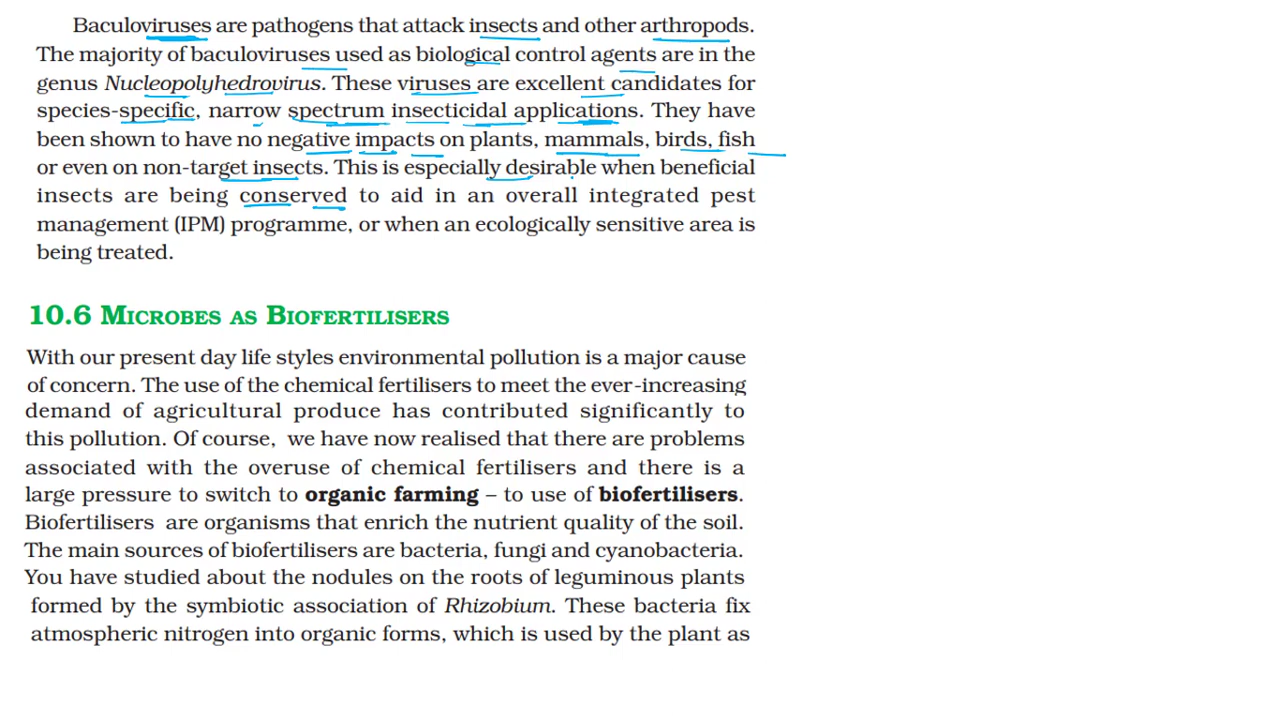 Baculoviruses are pathogens that attack insects and other arthropods.
The majority of baculoviruses used as biological control agents are in the
genus Nucleopolyhedrovirus. These viruses are excellent candidates for
species-specific, narrow spectrum insecticidal applications. They have
been shown to have no negative impacts on plants, mammals, birds, fish
or even on non-target insects. This is especially desirable when beneficial
insects are being conserved to aid in an overall integrated pest
management (IPM) programme, or when an ecologically sensitive area is
being treated.
10.6 MICROBES AS BIOFERTILISERS
With our present day life styles environmental pollution is a major cause
of concern. The use of the chemical fertilisers to meet the ever-increasing
demand of agricultural produce has contributed significantly to
this pollution. Of course, we have now realised that there are problems
associated with the overuse of chemical fertilisers and there is a
large pressure to switch to organic farming – to use of biofertilisers.
Biofertilisers are organisms that enrich the nutrient quality of the soil.
The main sources of biofertilisers are bacteria, fungi and cyanobacteria.
You have studied about the nodules on the roots of leguminous plants
formed by the symbiotic association of Rhizobium. These bacteria fix
atmospheric nitrogen into organic forms, which is used by the plant as